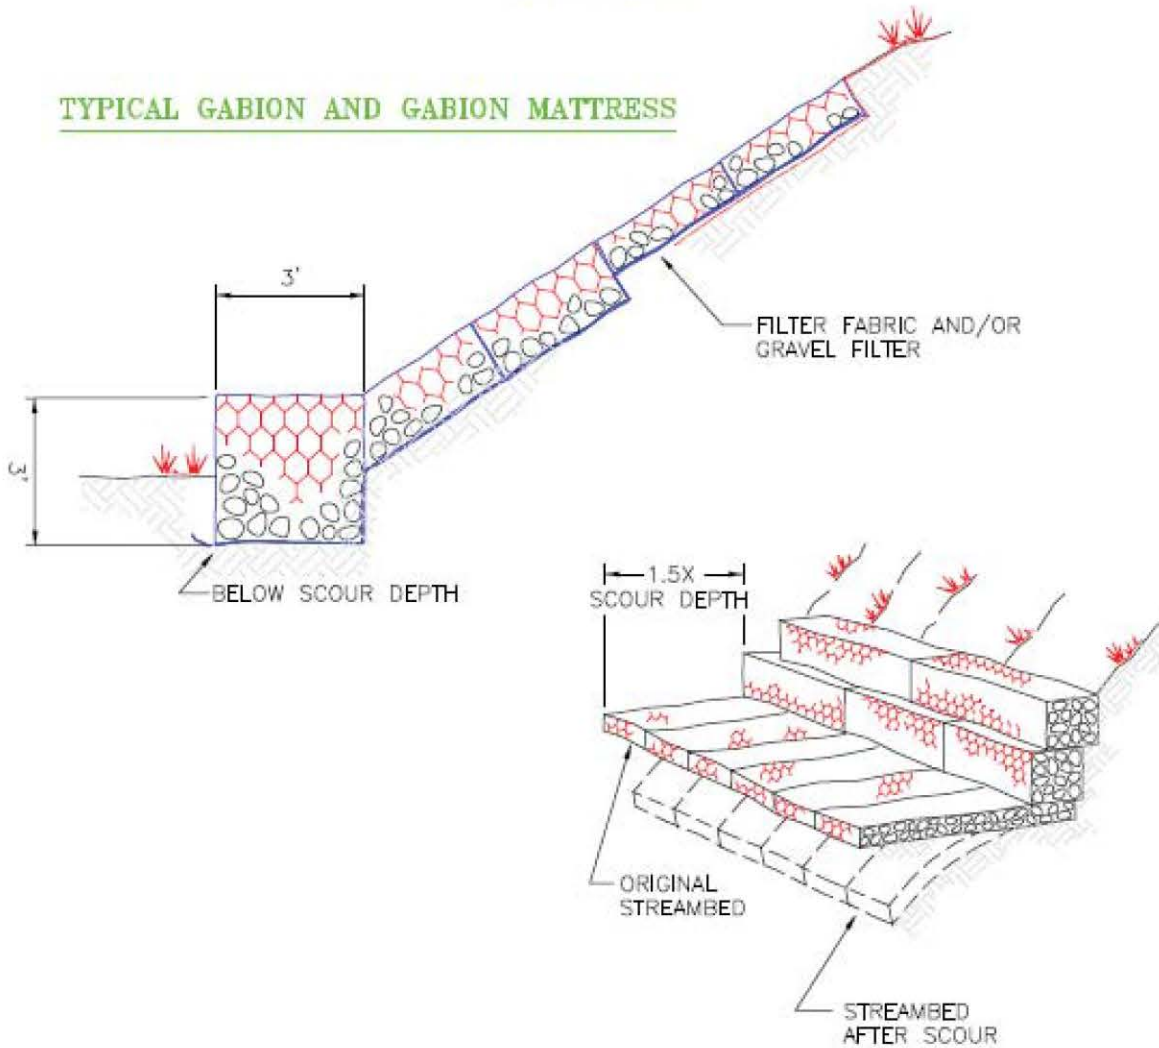 TYPICAL GABION AND GABION MATTRESS
3'
FILTER FABRIC AND/OR
GRAVEL FILTER
3'
BELOW SCOUR DEPTH
1.5X
SCOUR DEPTH
ORIGINAL
STREAMBED
STREAMBED
AFTER SCOUR